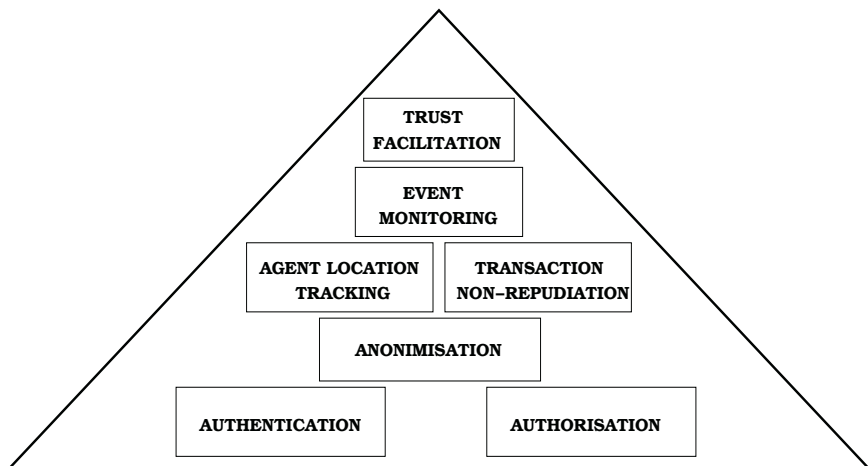 TRUST
FACILITATION
EVENT
MONITORING
AGENT LOCATION
TRACKING
TRANSACTION
NON−REPUDIATION
ANONIMISATION
AUTHENTICATION
AUTHORISATION